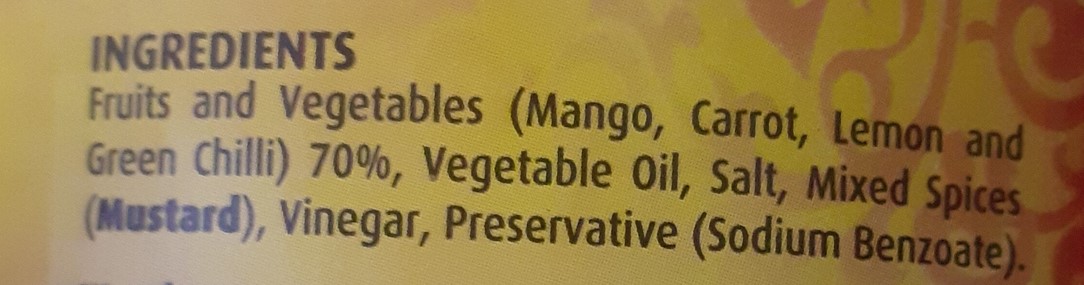 INGREDIENTS
Fruits and Vegetables (Mango, Carrot, Lemon and
Green Chilli) 70%, Vegetable Oil, Salt, Mixed Spices
(Mustard), Vinegar, Preservative (Sodium Benzoate).